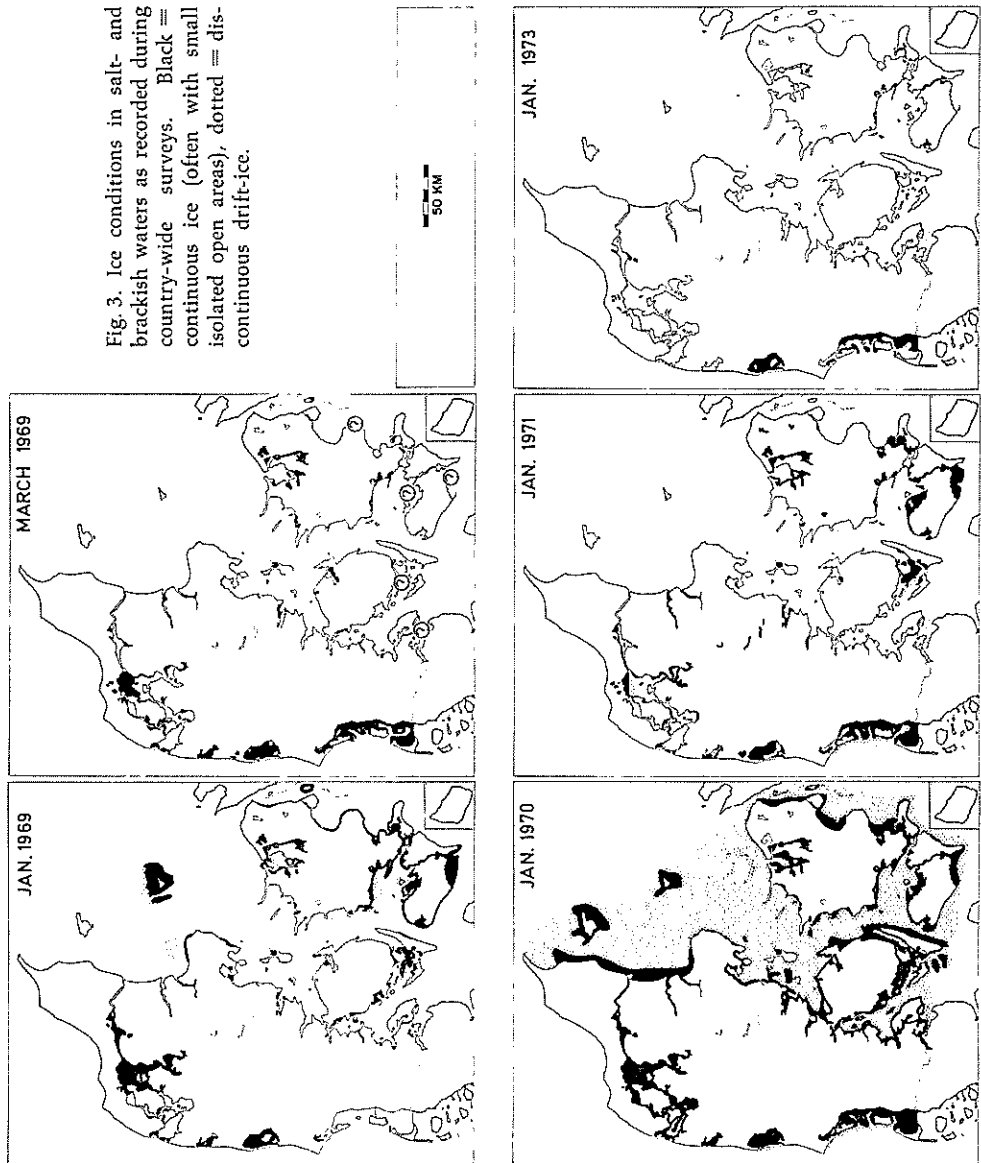 JAN. 1969
MARCH 1969
Fig. 3. Ice conditions in salt- and
brackish waters as recorded during
country-wide surveys. Black =
continuous ice (often with small
isolated open areas), dotted = dis-
continuous drift-ice.
50 KM
JAN. 1970
JAN. 1971
JAN. 1973
?
?
?
?
?